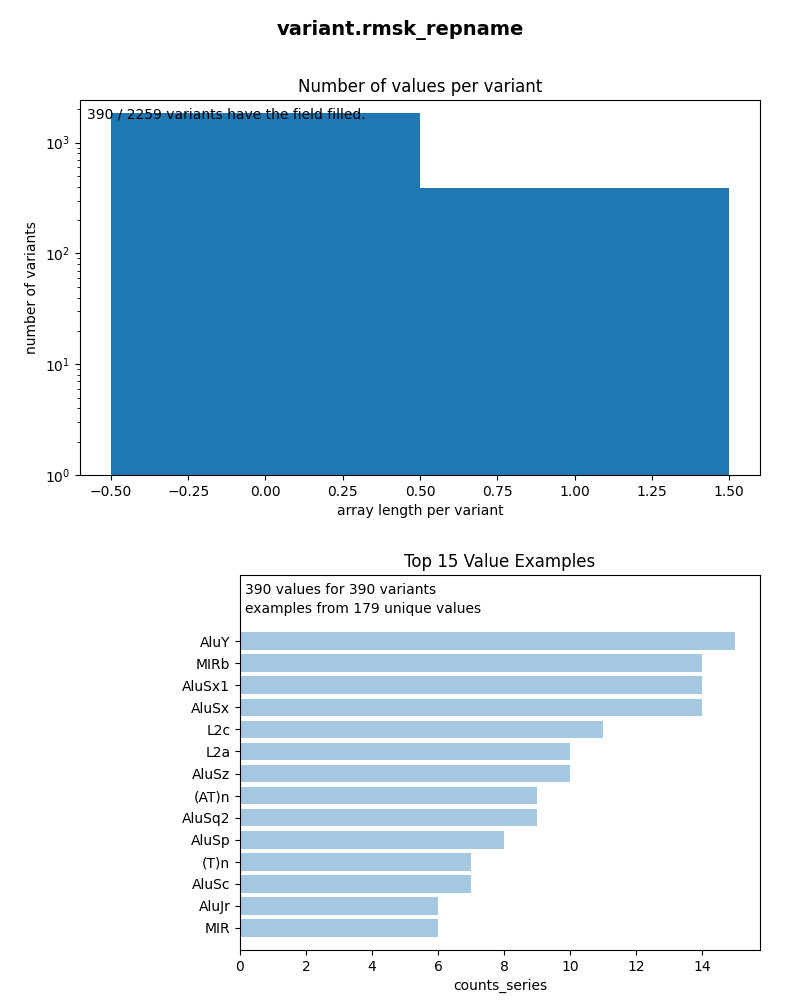 variant.rmsk_repname
Number of values per variant
390 / 2259 variants have the field filled.
10³
10²
10¹
10⁰
number of variants
−0.50 −0.25 0.00 0.25 0.50 0.75 1.00 1.25 1.50
array length per variant
Top 15 Value Examples
390 values for 390 variants
examples from 179 unique values
AluY
MIRb
AluSx1
AluSx
L2c
L2a
AluSz
(AT)n
AluSq2
AluSp
(T)n
AluSc
AluJr
MIR
0 2 4 6 8 10 12 14
counts_series